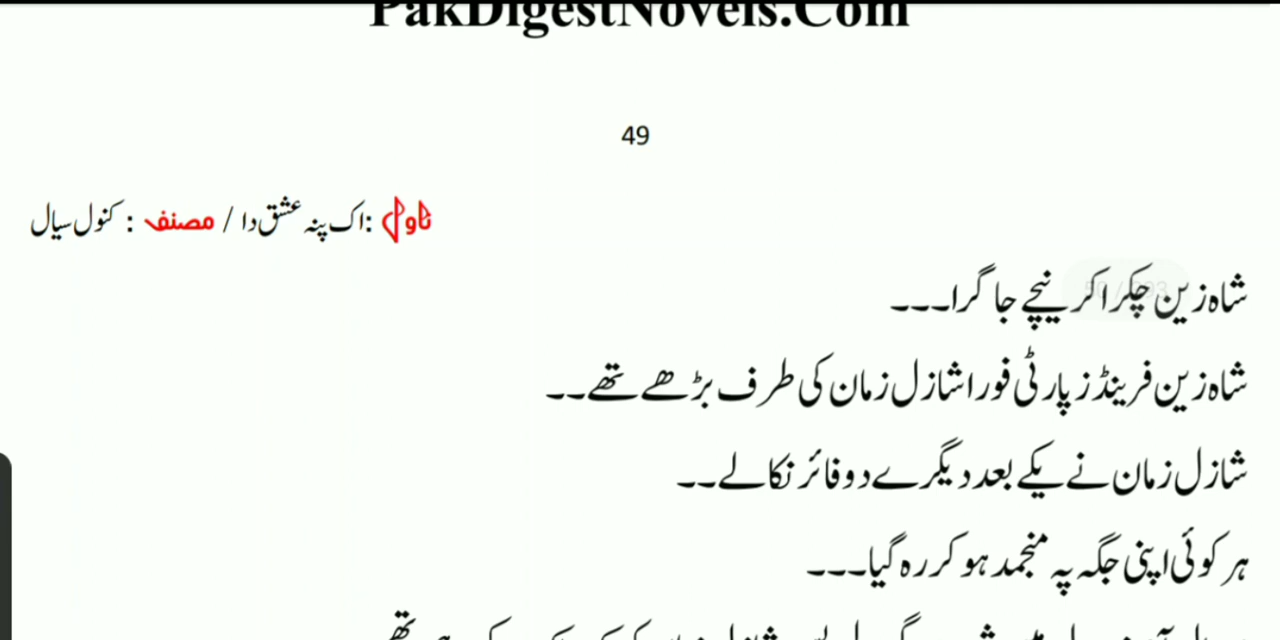 PakDigestNovels.Com
49
ناول :اک پنہ عشق دا / مصنف : کنول سیال
شاہ زین چکرا کر نیچے جا گرا۔۔۔
شاہ زین فرینڈز پارٹی فورا شازل زمان کی طرف بڑھے تھے۔۔
شازل زمان نے یکے بعد دیگرے دو فائر نکالے۔۔
ہر کوئی اپنی جگہ پہ منجمد ہو کر رہ گیا۔۔۔